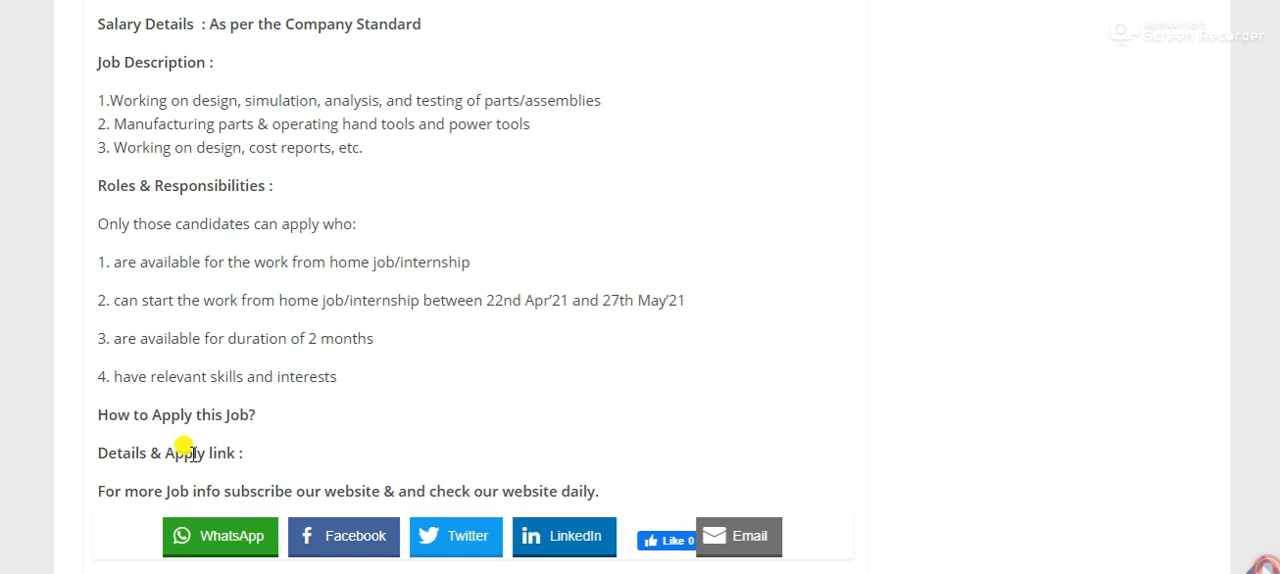 Salary Details : As per the Company Standard
Apowersoft
Screen Recorder
Job Description :
1.Working on design, simulation, analysis, and testing of parts/assemblies
2. Manufacturing parts & operating hand tools and power tools
3. Working on design, cost reports, etc.
Roles & Responsibilities :
Only those candidates can apply who:
1. are available for the work from home job/internship
2. can start the work from home job/internship between 22nd Apr’21 and 27th May’21
3. are available for duration of 2 months
4. have relevant skills and interests
How to Apply this Job?
Details & Apply link :
For more Job info subscribe our website & and check our website daily.
WhatsApp
Facebook
Twitter
LinkedIn
Like 0
Email